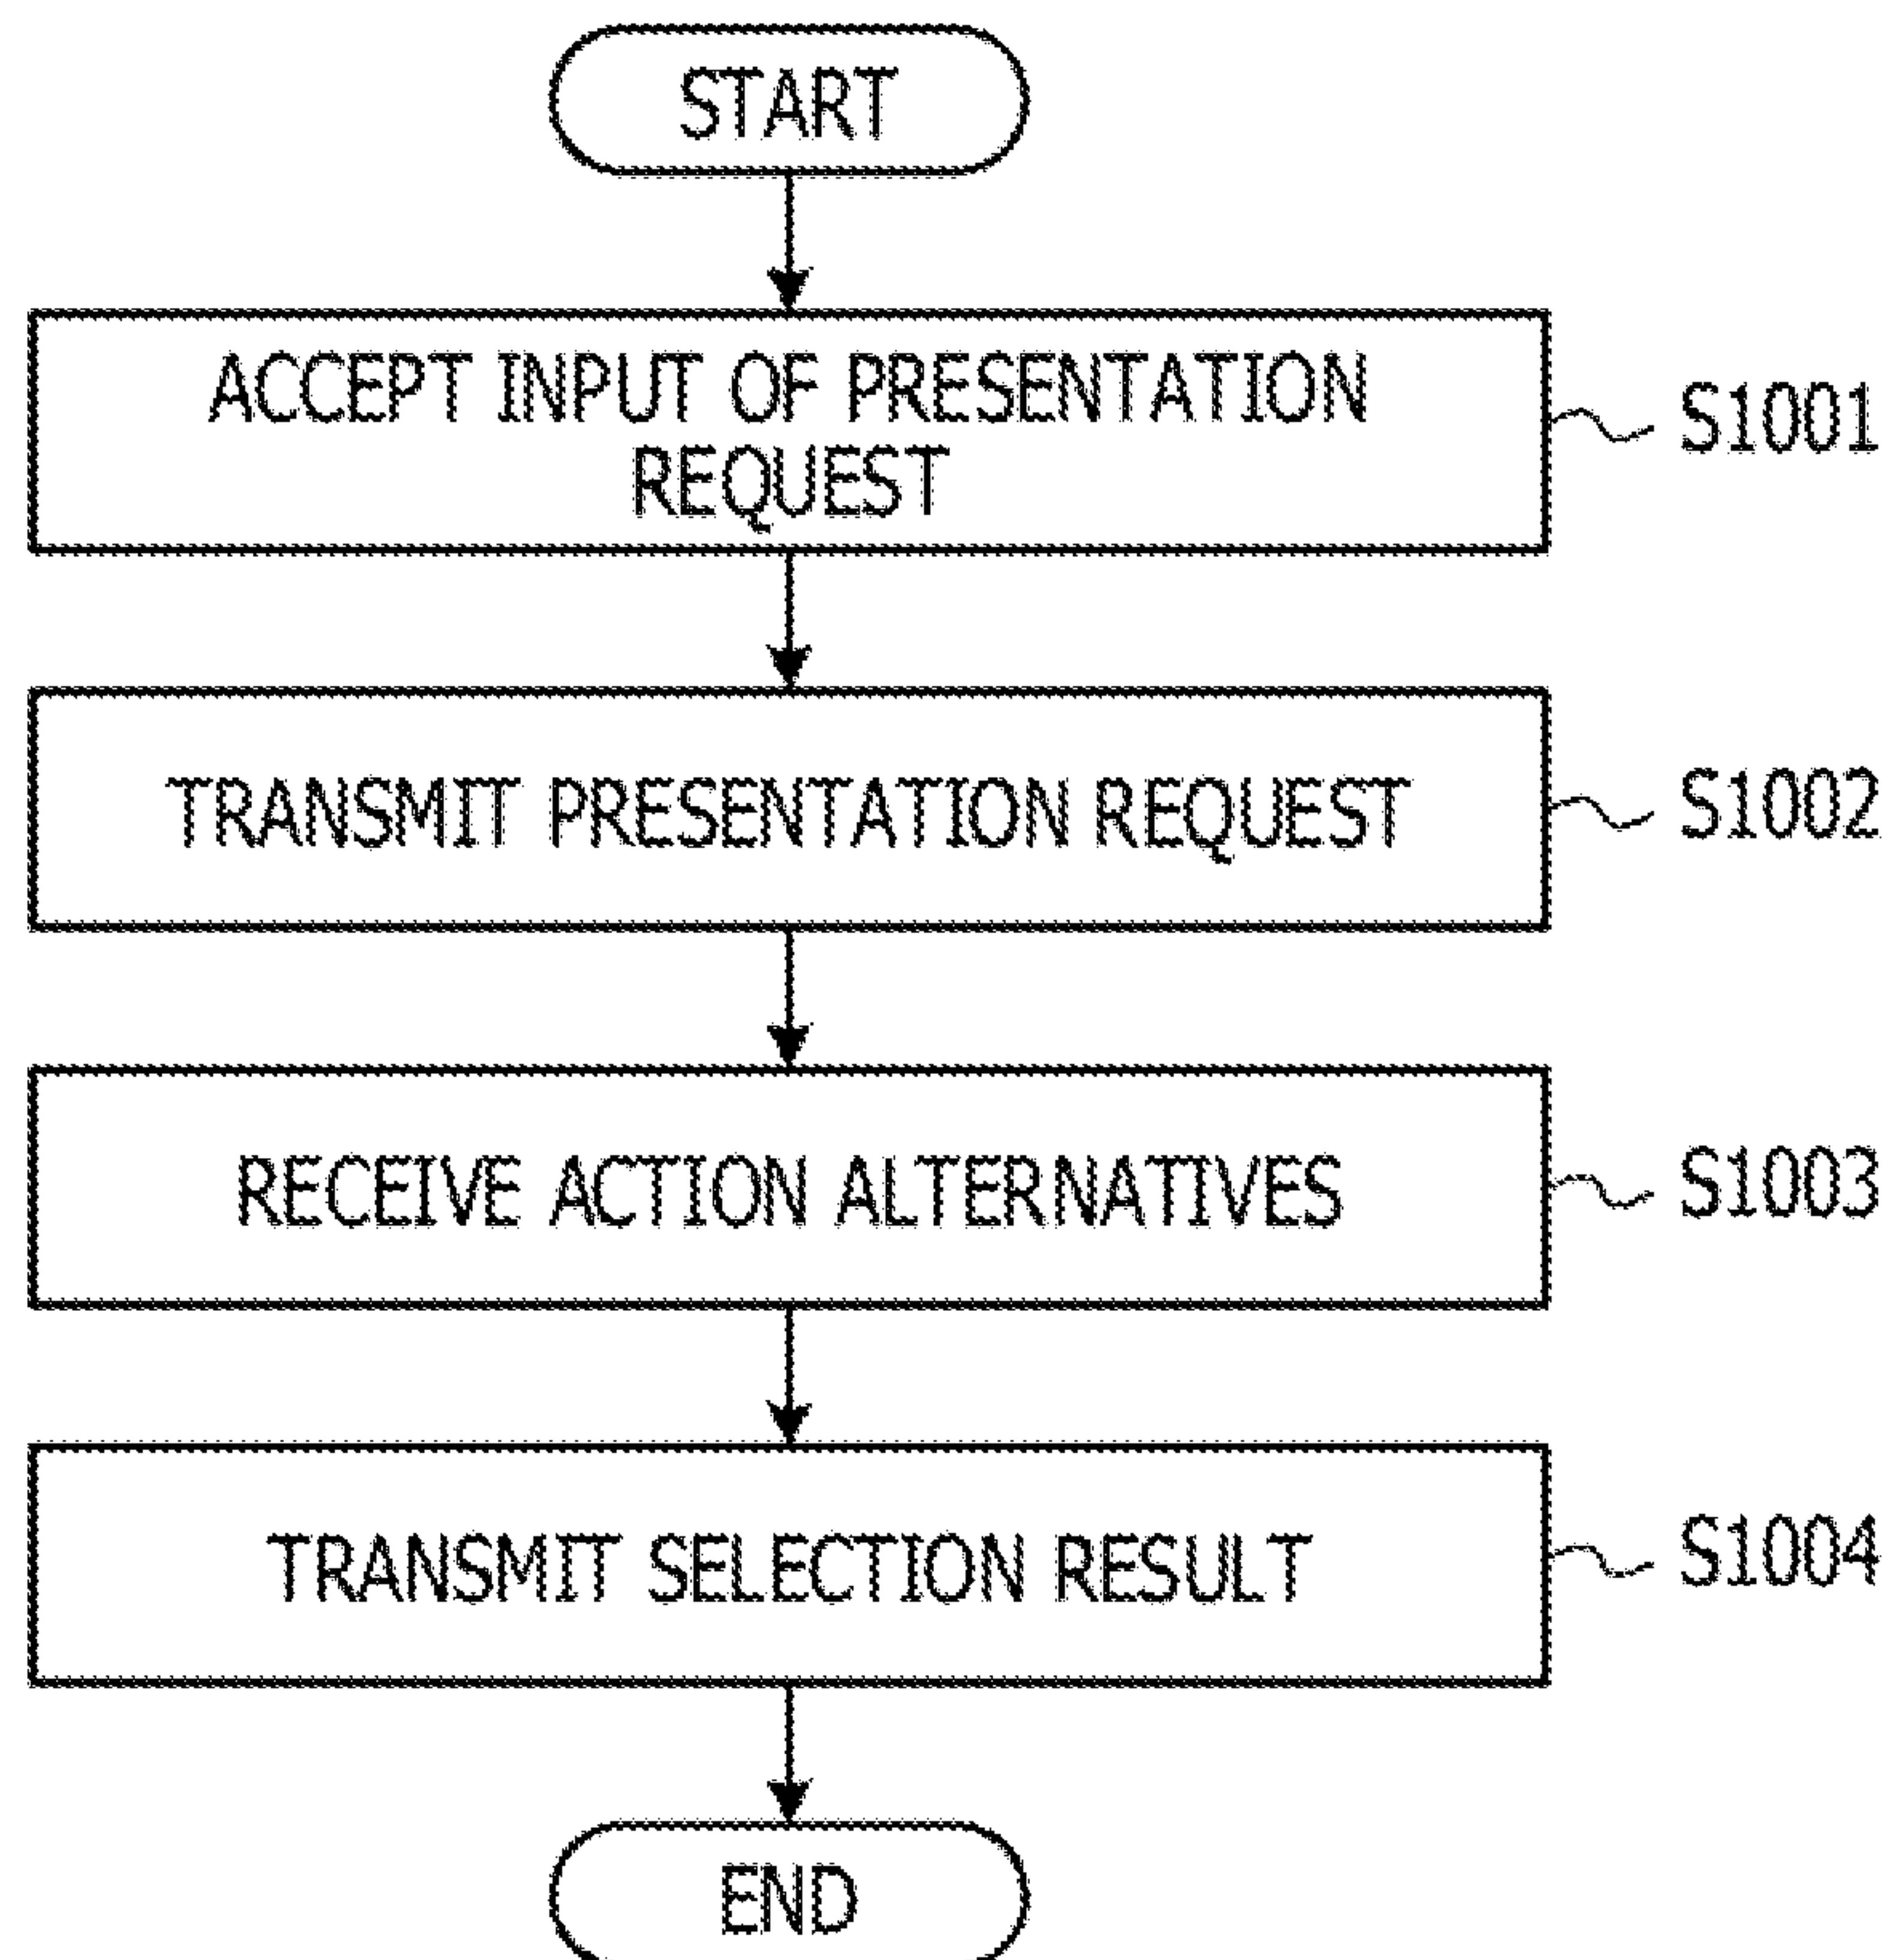 START
ACCEPT INPUT OF PRESENTATION
REQUEST
S1001
TRANSMIT PRESENTATION REQUEST
S1002
RECEIVE ACTION ALTERNATIVES
S1003
TRANSMIT SELECTION RESULT
S1004
END